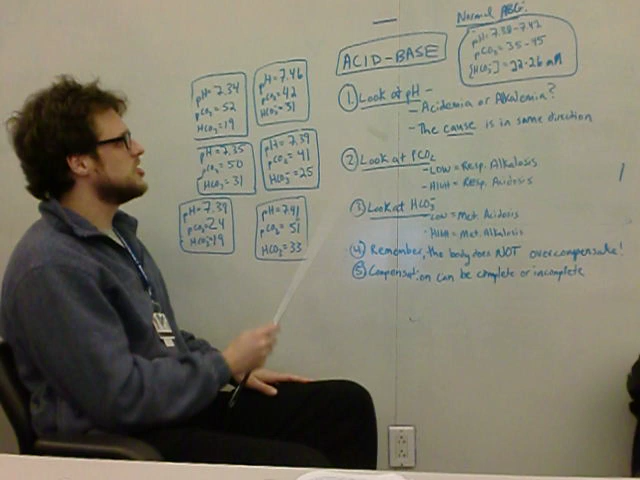 Normal ABG:
pH = 7.38-7.42
pCO2 = 35-45
[HCO3-] = 22-26 mM
ACID-BASE
① Look at pH -
- Acidemia or Alkalemia?
- The cause is in same direction
② Look at PCO2
- LOW = Resp. Alkalosis
- HIGH = Resp. Acidosis
③ Look at HCO3-
- LOW = Met. Acidosis
- HIGH = Met. Alkalosis
④ Remember, the body does NOT overcompensate!
⑤ Compensation can be complete or incomplete
pH = 7.34
pCO2 = 52
HCO3- = 19
pH = 7.46
pCO2 = 42
HCO3- = 31
pH = 7.35
pCO2 = 50
HCO3- = 31
pH = 7.39
pCO2 = 41
HCO3- = 25
pH = 7.39
pCO2 = 24
HCO3- = 19
pH = 7.41
pCO2 = 51
HCO3- = 33